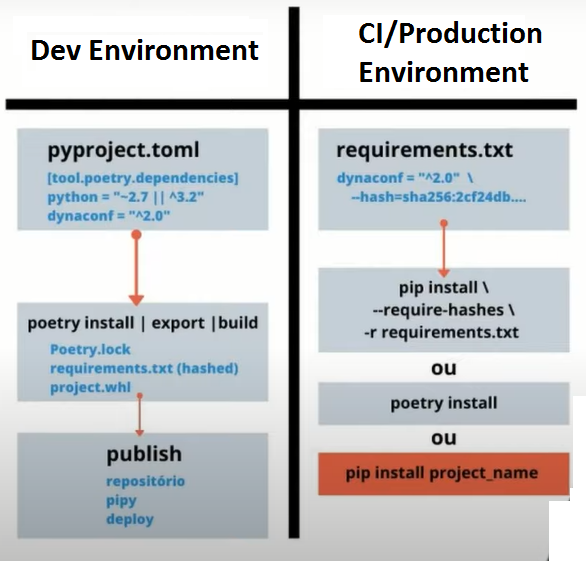 Dev Environment
CI/Production
Environment
pyproject.toml
[tool.poetry.dependencies]
python = "~2.7 || ^3.2"
dynaconf = "^2.0"
poetry install | export |build
Poetry.lock
requirements.txt (hashed)
project.whl
publish
repositório
pipy
deploy
requirements.txt
dynaconf = "^2.0" \
--hash=sha256:2cf24db....
pip install \
--require-hashes \
-r requirements.txt
ou
poetry install
ou
pip install project_name